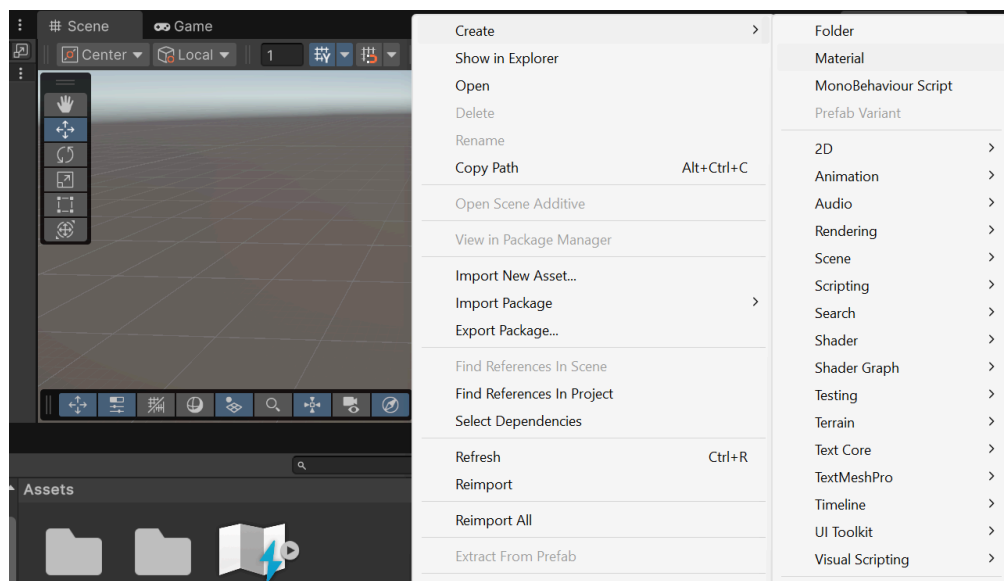 Scene
Game
Center
Local
1
Assets
Create
Show in Explorer
Open
Delete
Rename
Copy Path Alt+Ctrl+C
Open Scene Additive
View in Package Manager
Import New Asset...
Import Package
Export Package...
Find References In Scene
Find References In Project
Select Dependencies
Refresh Ctrl+R
Reimport
Reimport All
Extract From Prefab
Folder
Material
MonoBehaviour Script
Prefab Variant
2D
Animation
Audio
Rendering
Scene
Scripting
Search
Shader
Shader Graph
Testing
Terrain
Text Core
TextMeshPro
Timeline
UI Toolkit
Visual Scripting